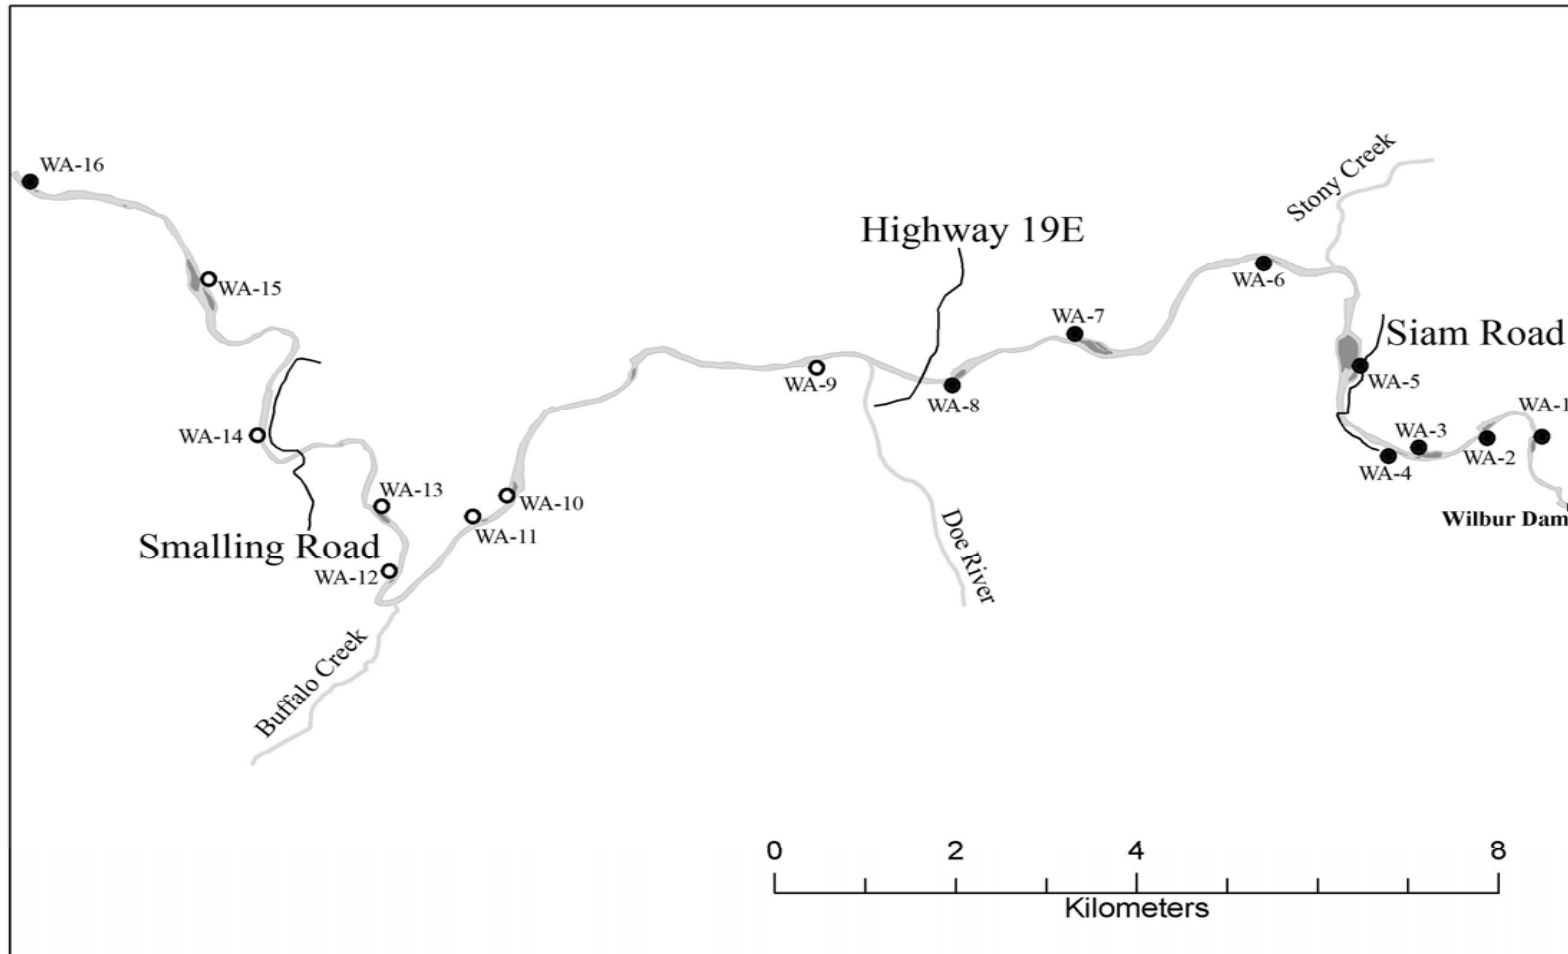 WA-16
Stony Creek
Highway 19E
WA-15
WA-6
WA-7
Siam Road
WA-9
WA-5
WA-8
WA-1
WA-14
WA-3
WA-2
WA-4
WA-13
WA-10
WA-11
Wilbur Dam
Doe River
Smalling Road
WA-12
Buffalo Creek
0 2 4 8
Kilometers